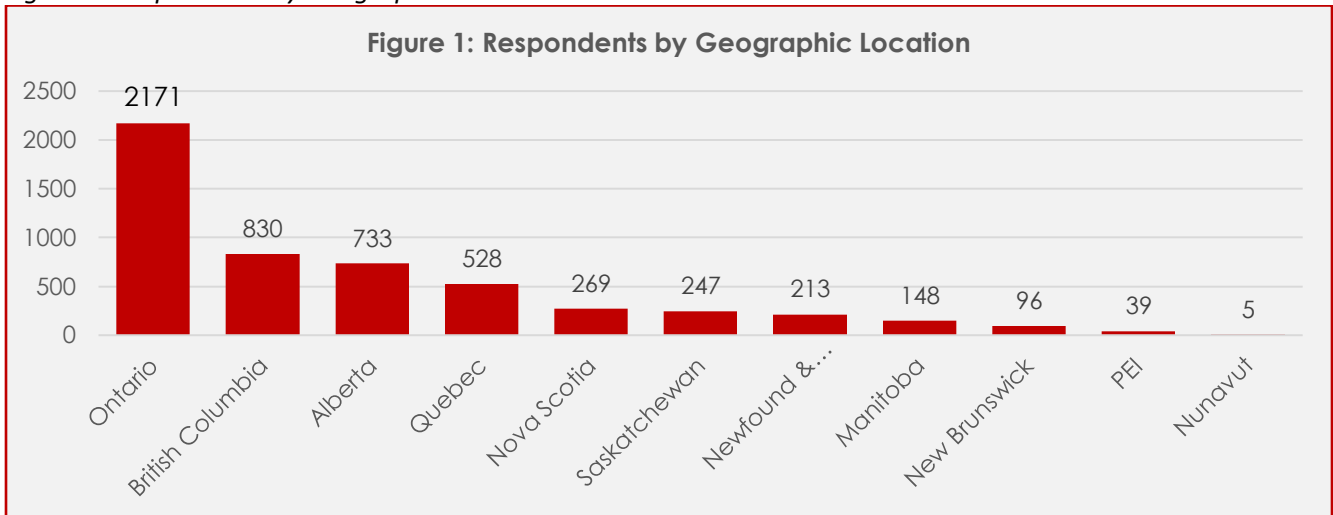 Figure 1: Respondents by Geographic Location
2500
2000
1500
1000
500
0
2171
830
733
528
269
247
213
148
96
39
5
Ontario
British Columbia
Alberta
Quebec
Nova Scotia
Saskatchewan
Newfound &...
Manitoba
New Brunswick
PEI
Nunavut